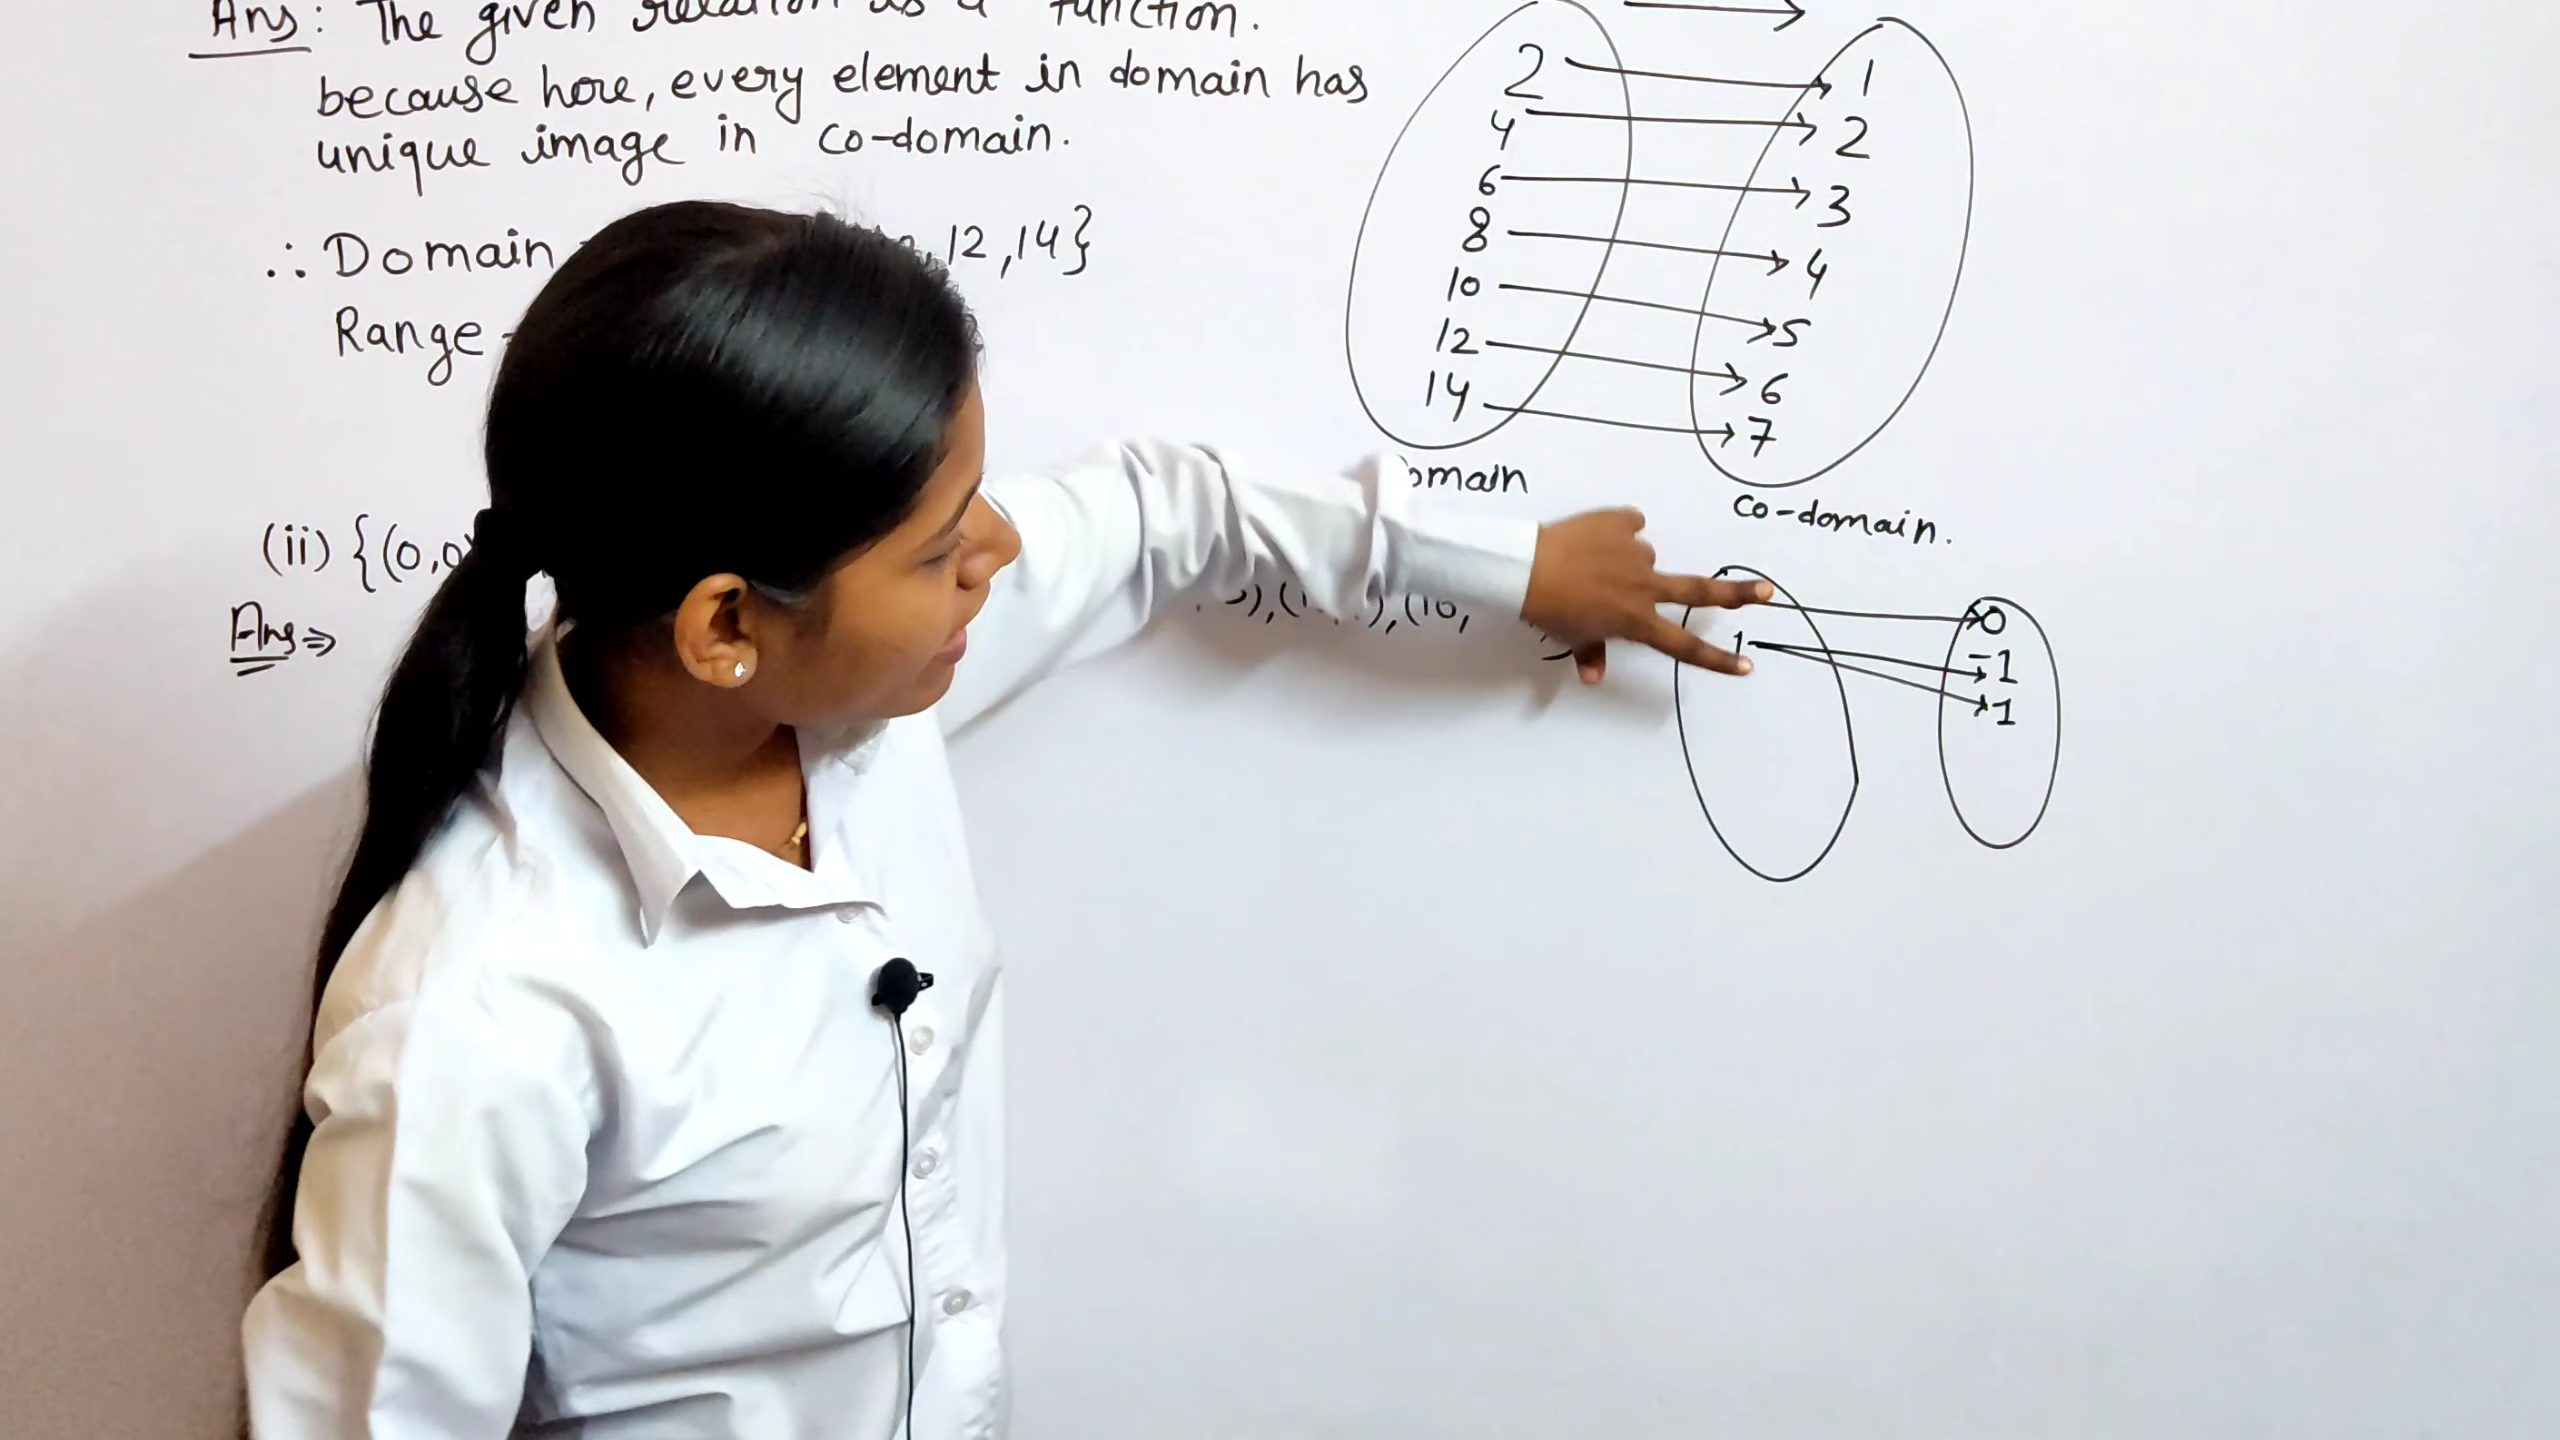 Ans: The given relation is a function.
because here, every element in domain has
unique image in co-domain.
∴ Domain ,12,14}
Range
(ii) {(0,0
Ans ⇒
2 1
4 2
6 3
8 4
10 5
12 6
14 7
omain
co-domain.
0
1 -1
1